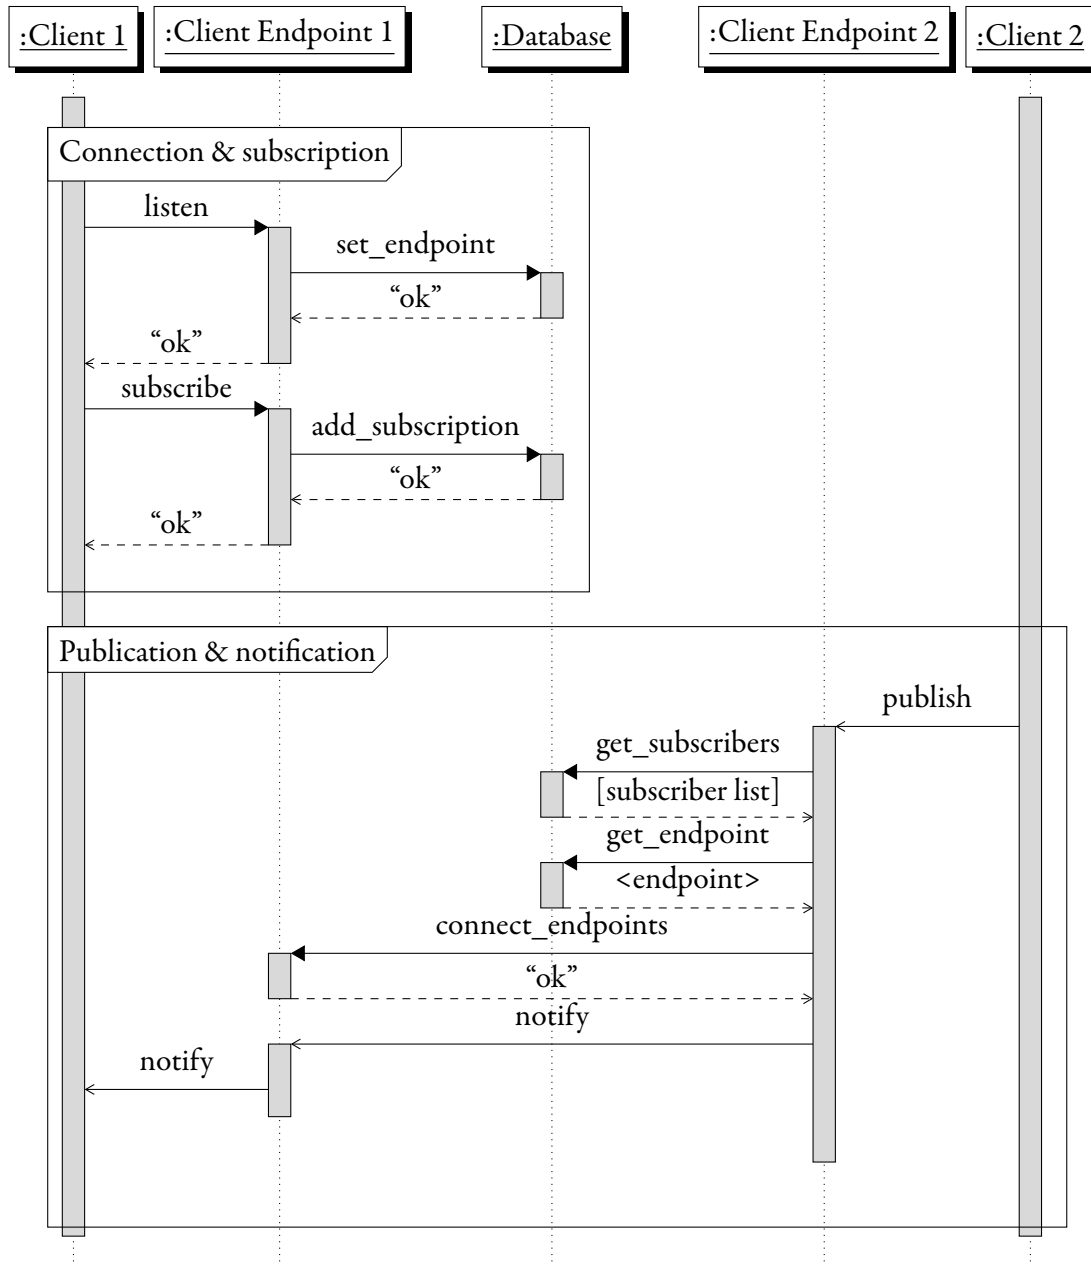 :Client 1
:Client Endpoint 1
:Database
:Client Endpoint 2
:Client 2
Connection & subscription
listen
set_endpoint
“ok”
“ok”
subscribe
add_subscription
“ok”
“ok”
Publication & notification
publish
get_subscribers
[subscriber list]
get_endpoint
<endpoint>
connect_endpoints
“ok”
notify
notify